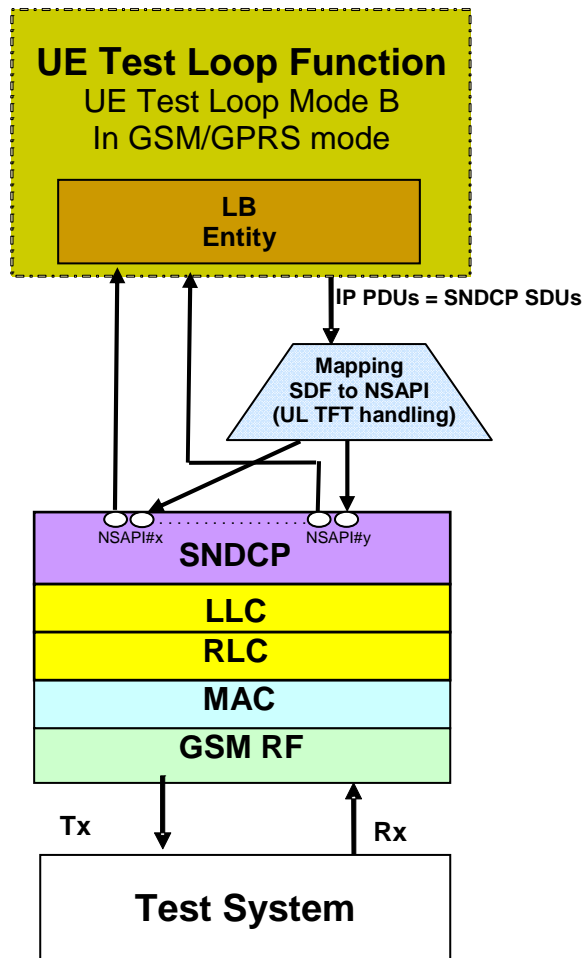 UE Test Loop Function
UE Test Loop Mode B
In GSM/GPRS mode
LB
Entity
IP PDUs = SNDCP SDUs
Mapping
SDF to NSAPI
(UL TFT handling)
NSAPI#x
NSAPI#y
SNDCP
LLC
RLC
MAC
GSM RF
Tx
Rx
Test System